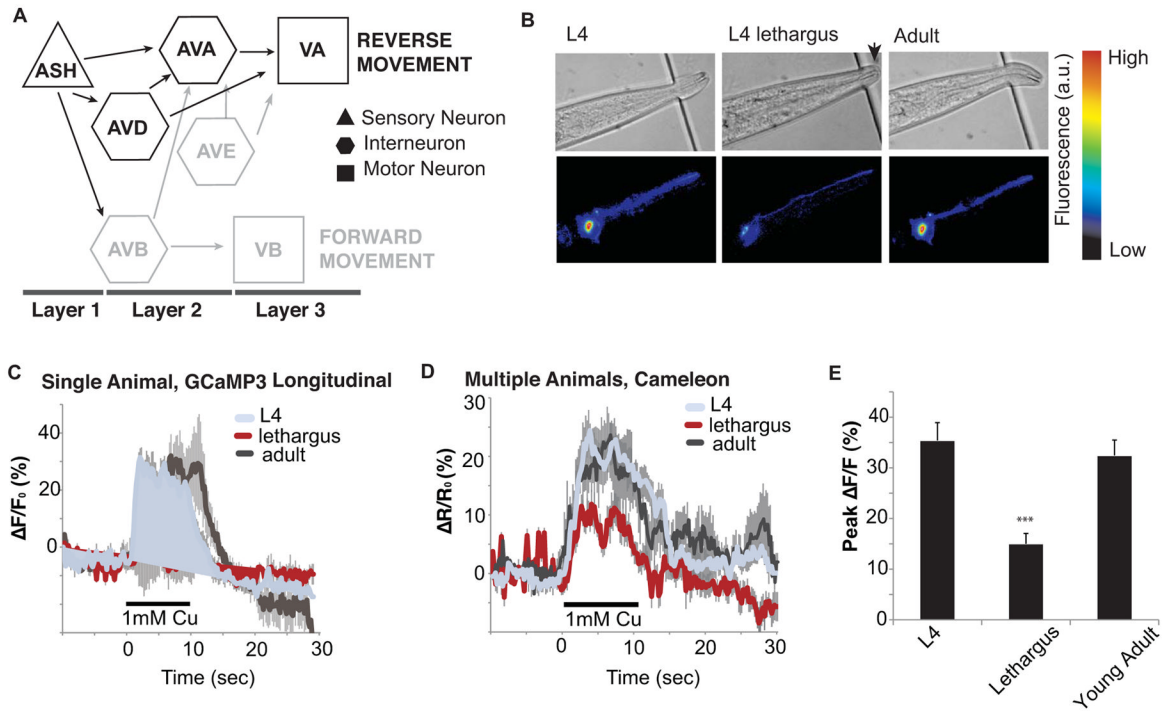 A
ASH
AVA
VA
REVERSE
MOVEMENT
AVD
AVE
Sensory Neuron
Interneuron
Motor Neuron
AVB
VB
FORWARD
MOVEMENT
Layer 1
Layer 2
Layer 3
B
L4
L4 lethargus
Adult
High
Fluorescence (a.u.)
Low
C
Single Animal, GCaMP3 Longitudinal
L4
lethargus
adult
ΔF/F₀ (%)
40
20
0
1mM Cu
0
10
20
30
Time (sec)
D
Multiple Animals, Cameleon
L4
lethargus
adult
ΔR/R₀ (%)
30
20
10
0
-10
1mM Cu
0
10
20
30
Time (sec)
E
Peak ΔF/F (%)
40
30
15
20
10
0
***
L4
Lethargus
Young Adult